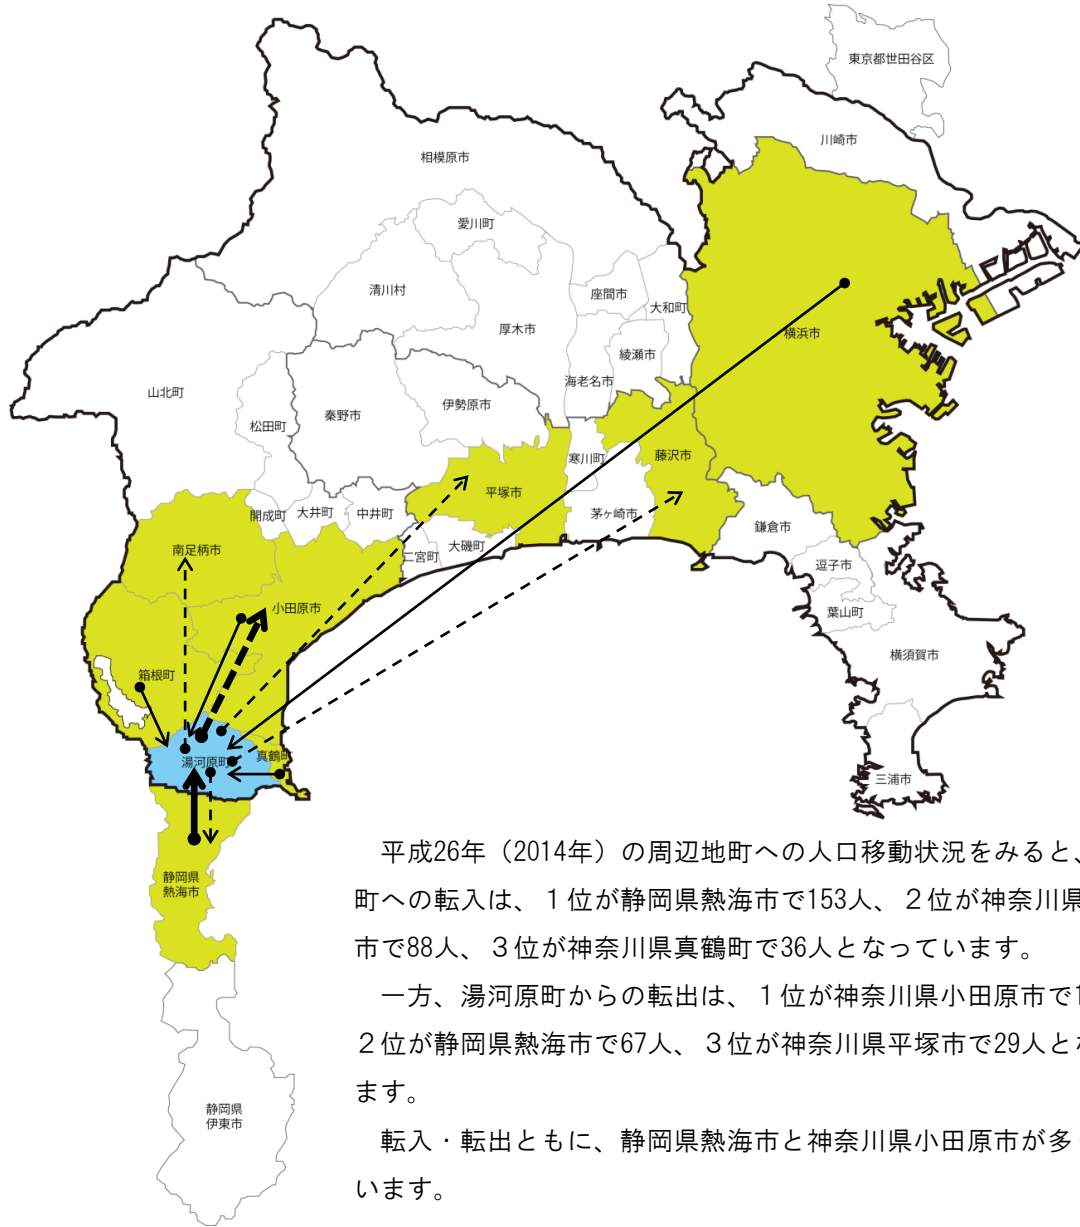 東京都世田谷区
川崎市
相模原市
愛川町
清川村
座間市
大和町
厚木市
横浜市
綾瀬市
海老名市
山北町
伊勢原市
秦野市
松田町
藤沢市
寒川町
平塚市
開成町
大井町
中井町
茅ヶ崎市
鎌倉市
南足柄市
二宮町
大磯町
逗子市
小田原市
葉山町
横須賀市
箱根町
真鶴町
湯河原町
三浦市
静岡県
熱海市
静岡県
伊東市
平成26年（2014年）の周辺地町への人口移動状況をみると、
町への転入は、１位が静岡県熱海市で153人、２位が神奈川県
市で88人、３位が神奈川県真鶴町で36人となっています。
一方、湯河原町からの転出は、１位が神奈川県小田原市で1
２位が静岡県熱海市で67人、３位が神奈川県平塚市で29人とな
ます。
転入・転出ともに、静岡県熱海市と神奈川県小田原市が多
います。